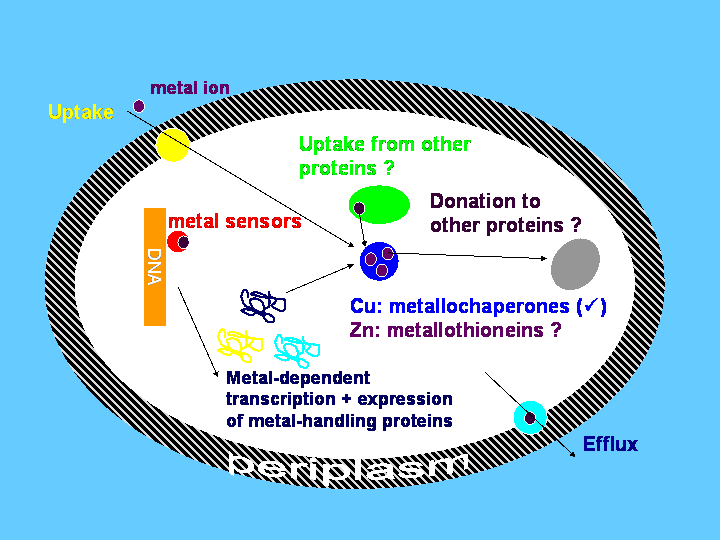 metal ion
Uptake
Uptake from other
proteins ?
Donation to
other proteins ?
metal sensors
DNA
Cu: metallochaperones (✓)
Zn: metallothioneins ?
Metal-dependent
transcription + expression
of metal-handling proteins
Efflux
periplasm